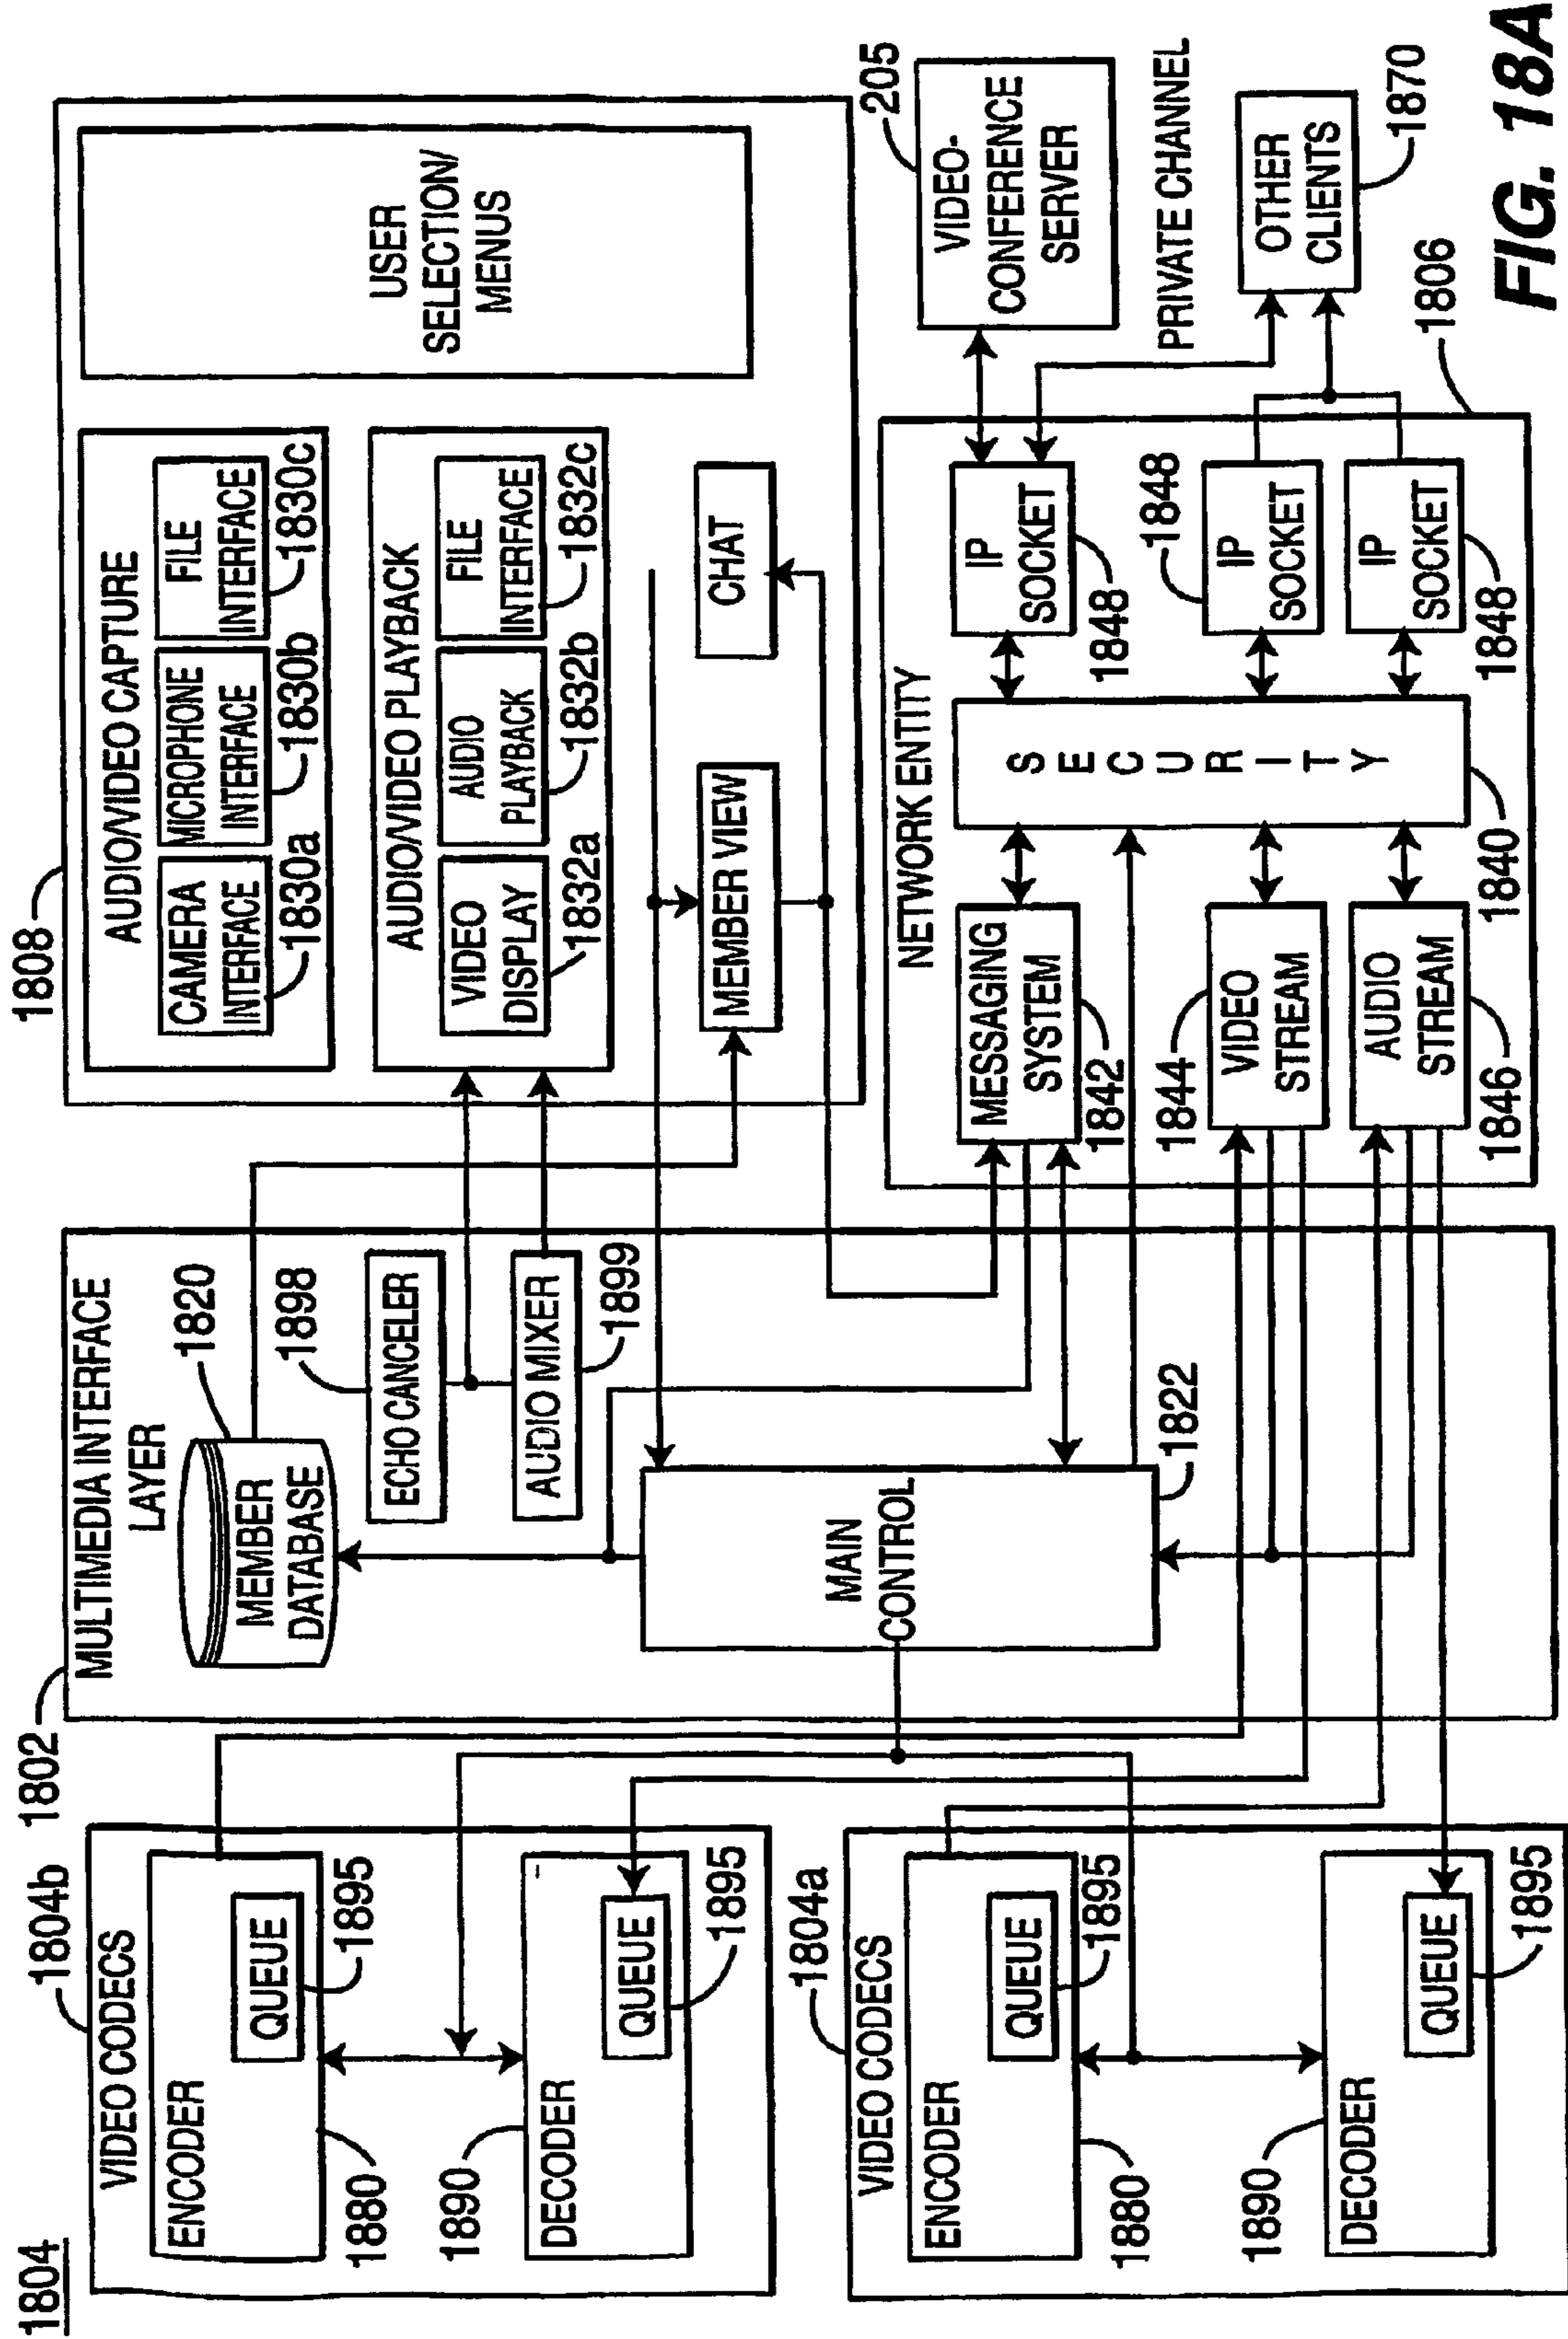 1804
1804b
VIDEO CODECS
ENCODER
QUEUE
1895
1880
1890
DECODER
QUEUE
1895
1804a
VIDEO CODECS
ENCODER
QUEUE
1895
1880
1890
DECODER
QUEUE
1895
1802
MULTIMEDIA INTERFACE
LAYER
1820
MEMBER
DATABASE
1898
ECHO CANCELER
AUDIO MIXER
1899
MAIN
CONTROL
1822
1808
AUDIO/VIDEO CAPTURE
CAMERA
INTERFACE
1830a
MICROPHONE
INTERFACE
1830b
FILE
INTERFACE
1830c
AUDIO/VIDEO PLAYBACK
VIDEO
DISPLAY
1832a
AUDIO
PLAYBACK
1832b
FILE
INTERFACE
1832c
MEMBER VIEW
CHAT
USER
SELECTION/
MENUS
NETWORK ENTITY
MESSAGING
SYSTEM
1842
1844
VIDEO
STREAM
AUDIO
STREAM
1846
S
E
C
U
R
I
T
Y
1840
IP
SOCKET
1848
1848
IP
SOCKET
IP
SOCKET
1848
205
VIDEO-
CONFERENCE
SERVER
PRIVATE CHANNEL
OTHER
CLIENTS
1870
1806
FIG. 18A